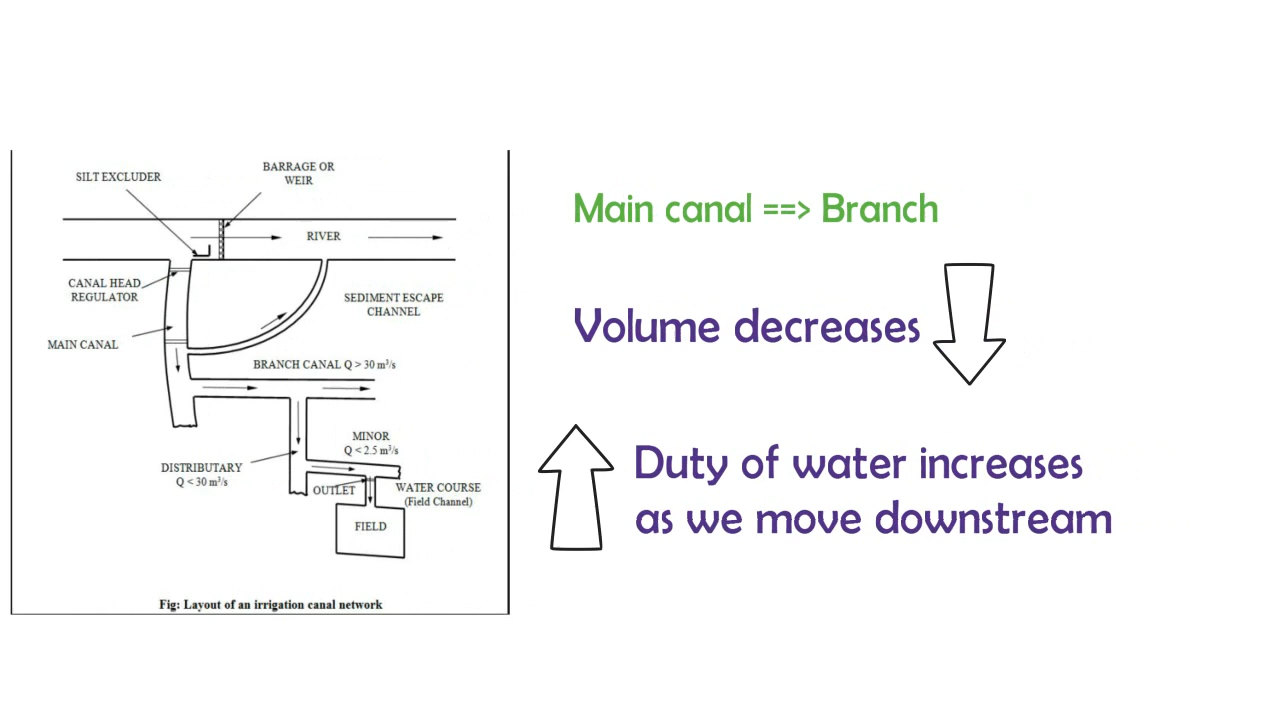 SILT EXCLUDER
BARRAGE OR
WEIR
RIVER
CANAL HEAD
REGULATOR
SEDIMENT ESCAPE
CHANNEL
MAIN CANAL
BRANCH CANAL Q > 30 m³/s
MINOR
Q < 2.5 m³/s
DISTRIBUTARY
Q < 30 m³/s
OUTLET
WATER COURSE
(Field Channel)
FIELD
Fig: Layout of an irrigation canal network
Main canal ==> Branch
Volume decreases
Duty of water increases
as we move downstream